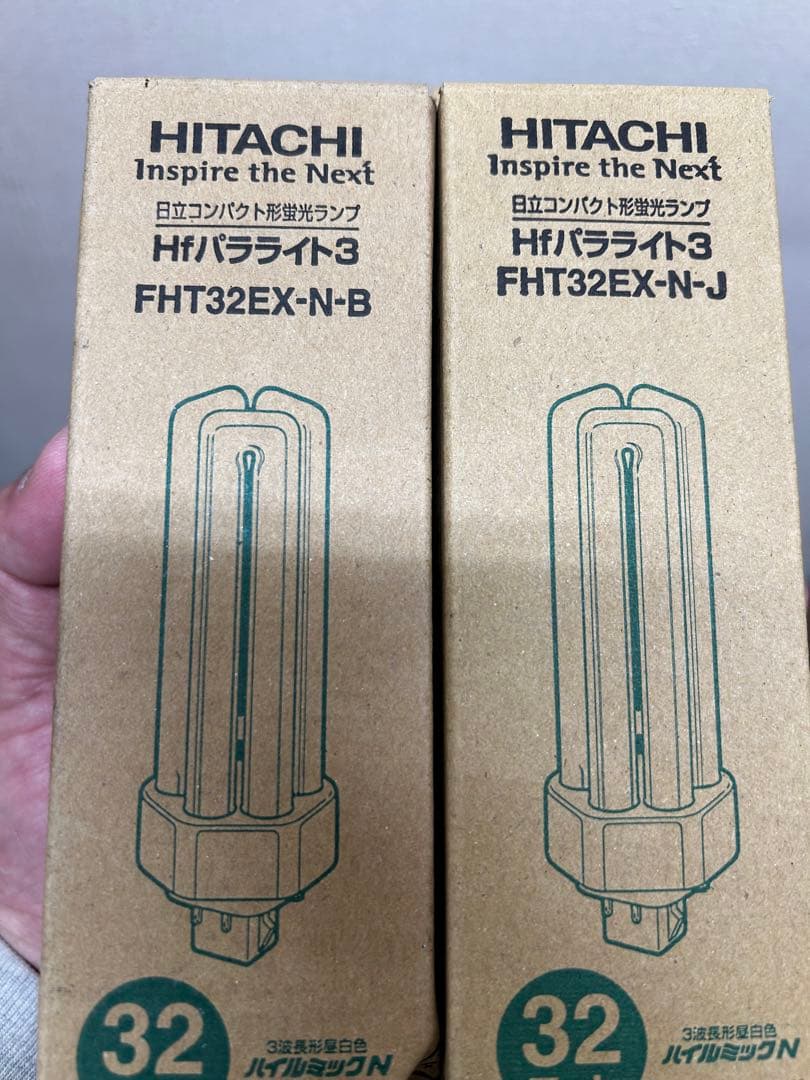 HITACHI
Inspire the Next
日立コンパクト形蛍光ランプ
Hfパラライト3
FHT32EX-N-B
32
3波長形昼白色
ハイルミックN
HITACHI
Inspire the Next
日立コンパクト形蛍光ランプ
Hfパラライト3
FHT32EX-N-J
32
3波長形昼白色
ハイルミックN